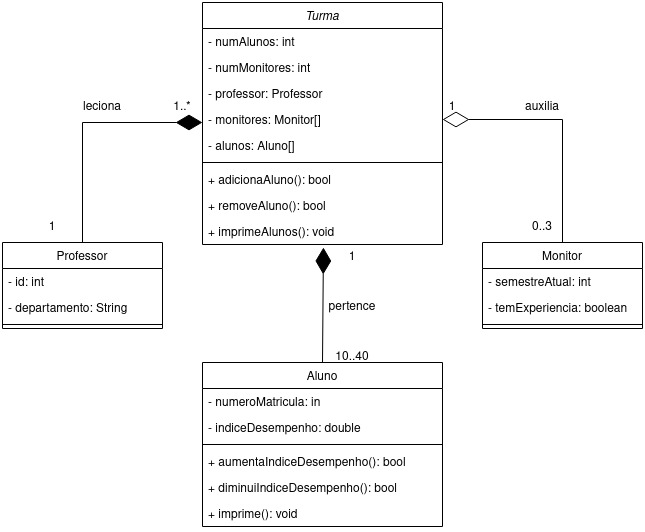 Turma
- numAlunos: int
- numMonitores: int
- professor: Professor
- monitores: Monitor[]
- alunos: Aluno[]
+ adicionaAluno(): bool
+ removeAluno(): bool
+ imprimeAlunos(): void
leciona
1..*
1
1
auxilia
0..3
Professor
- id: int
- departamento: String
Monitor
- semestreAtual: int
- temExperiencia: boolean
1
pertence
10..40
Aluno
- numeroMatricula: in
- indiceDesempenho: double
+ aumentaIndiceDesempenho(): bool
+ diminuiIndiceDesempenho(): bool
+ imprime(): void